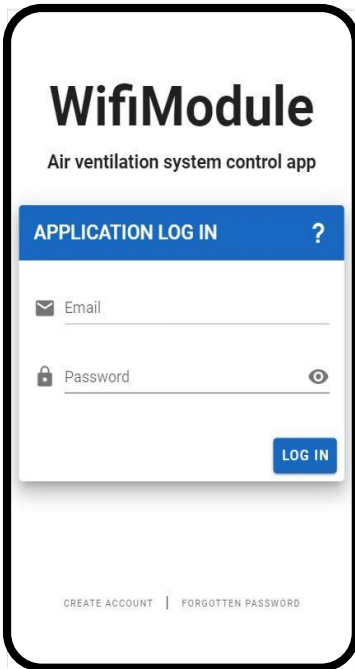 WifiModule
Air ventilation system control app
APPLICATION LOG IN ?
Email
Password
LOG IN
CREATE ACCOUNT | FORGOTTEN PASSWORD